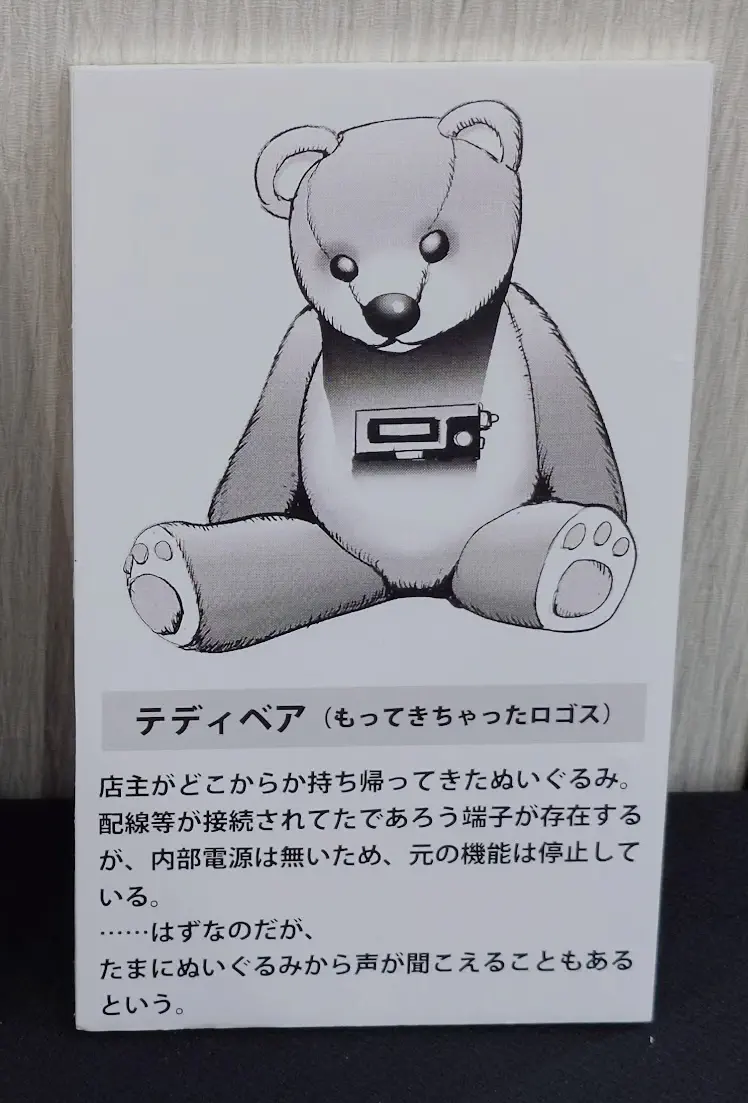 テディベア（もってきちゃったロゴス）
店主がどこからか持ち帰ってきたぬいぐるみ。
配線等が接続されてたであろう端子が存在する
が、内部電源は無いため、元の機能は停止して
いる。
……はずなのだが、
たまにぬいぐるみから声が聞こえることもある
という。